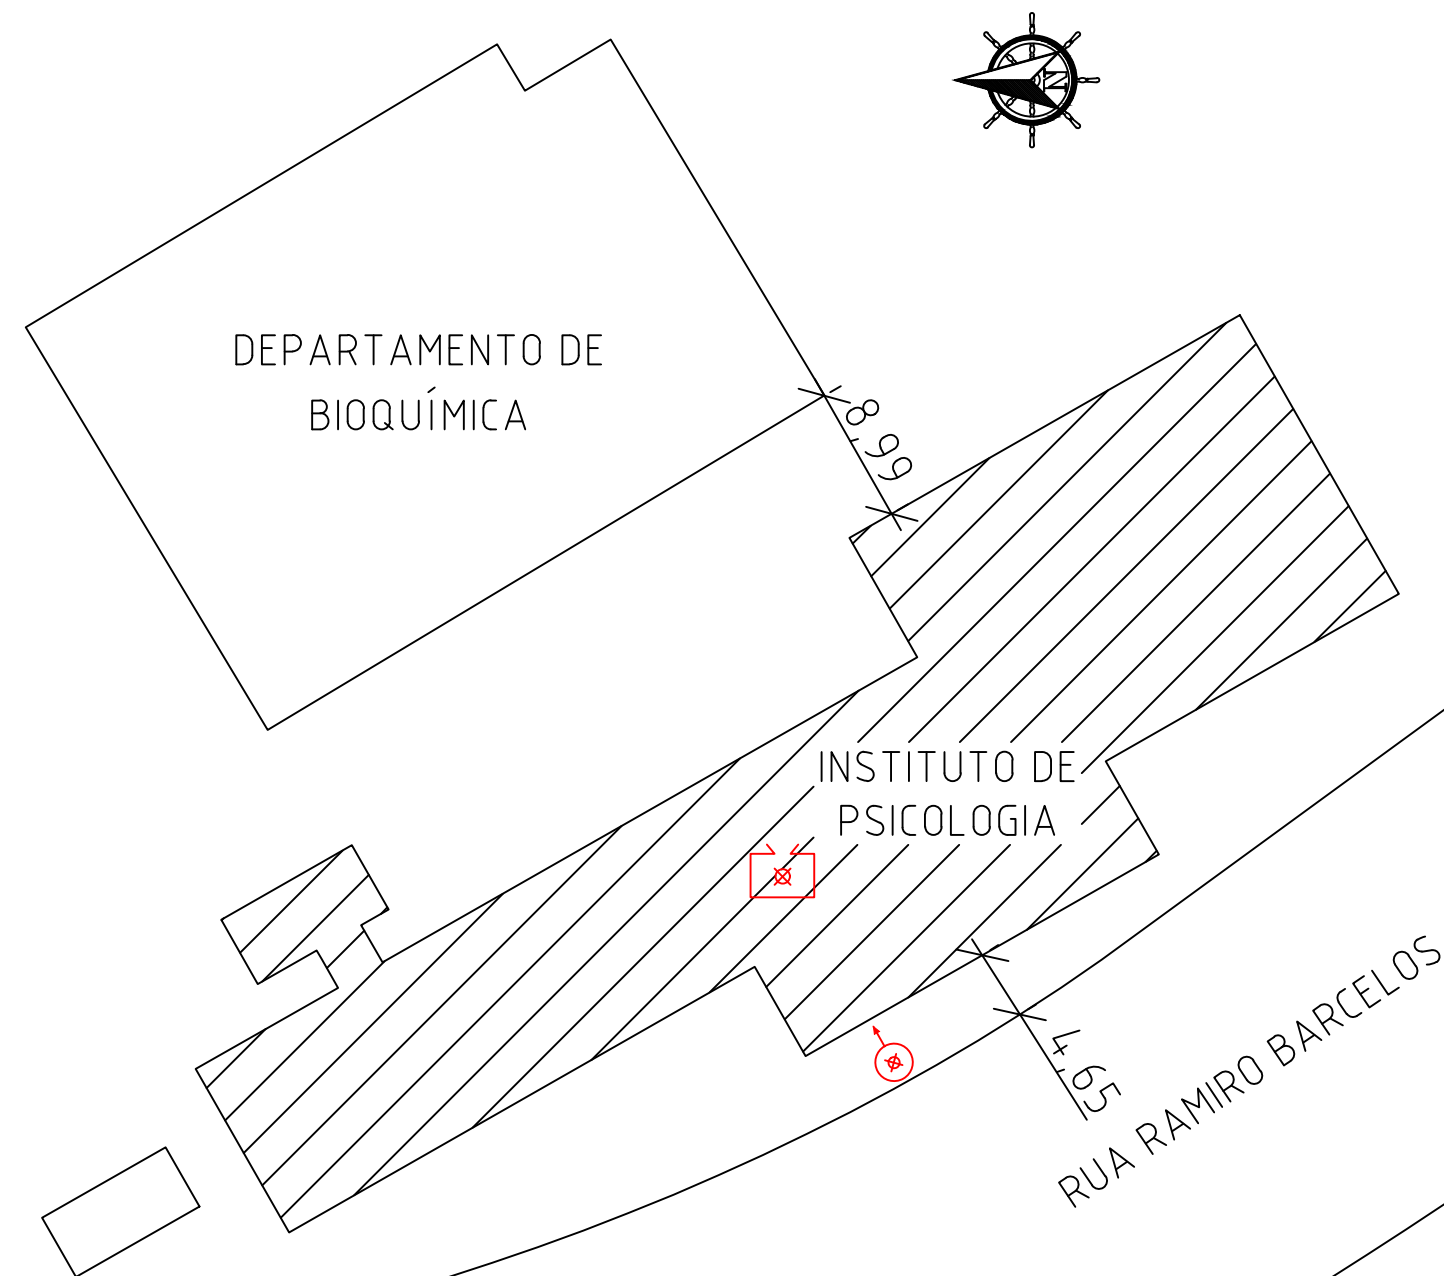 N
DEPARTAMENTO DE
BIOQUÍMICA
8,99
INSTITUTO DE
PSICOLOGIA
4,65
RUA RAMIRO BARCELOS